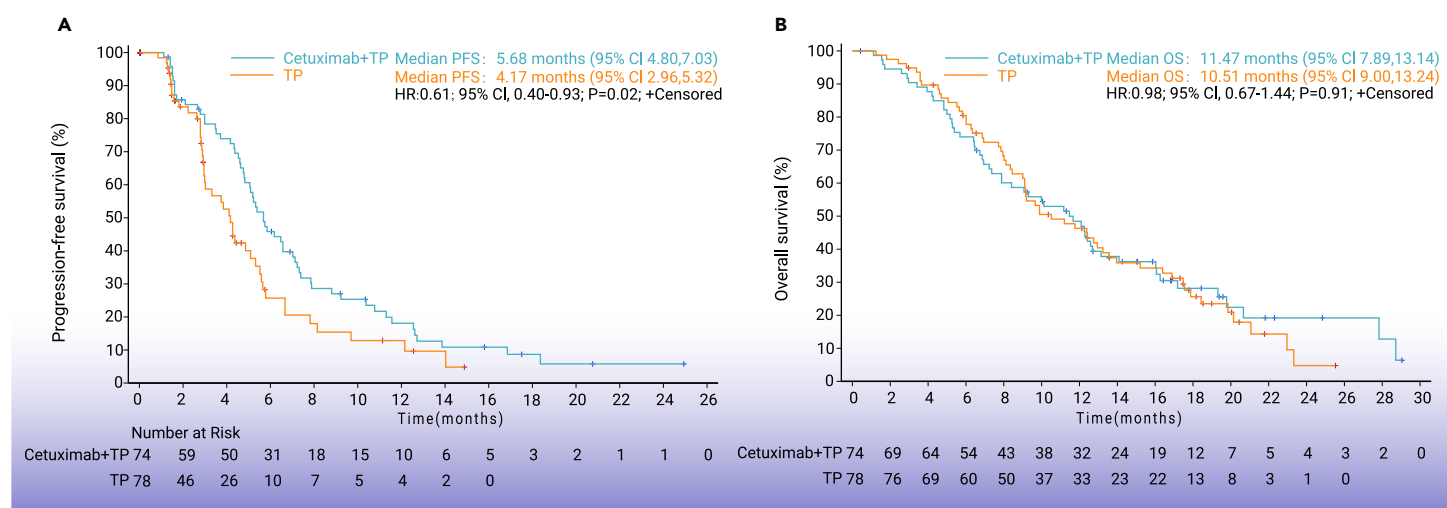 A
Cetuximab+TP Median PFS: 5.68 months (95% CI 4.80,7.03)
TP Median PFS: 4.17 months (95% CI 2.96,5.32)
HR:0.61; 95% CI, 0.40-0.93; P=0.02; +Censored
Progression-free survival (%)
100
90
80
70
60
50
40
30
20
10
0
0 2 4 6 8 10 12 14 16 18 20 22 24 26
Time(months)
Number at Risk
Cetuximab+TP 74 59 50 31 18 15 10 6 5 3 2 1 1 0
TP 78 46 26 10 7 5 4 2 0
B
Cetuximab+TP Median OS: 11.47 months (95% CI 7.89,13.14)
TP Median OS: 10.51 months (95% CI 9.00,13.24)
HR:0.98; 95% CI, 0.67-1.44; P=0.91; +Censored
Overall survival (%)
100
90
80
70
60
50
40
30
20
10
0
0 2 4 6 8 10 12 14 16 18 20 22 24 26 28 30
Time(months)
Cetuximab+TP 74 69 64 54 43 38 32 24 19 12 7 5 4 3 2 0
TP 78 76 69 60 50 37 33 23 22 13 8 3 1 0